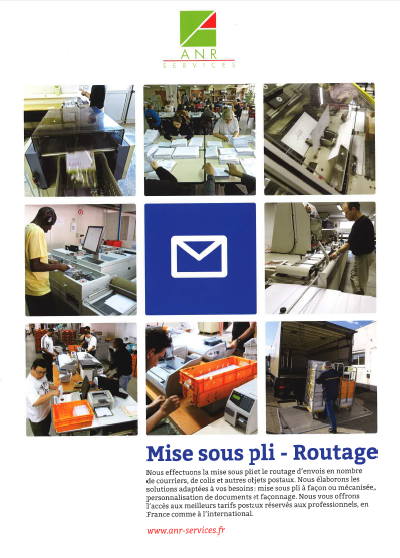 ANR
SERVICES
Mise sous pli - Routage
Nous effectuons la mise sous pliet le routage d'envois en nombre
de courriers, de colis et autres objets postaux. Nous élaborons les
solutions adaptées à vos besoins : mise sous pli à façon ou mécanisée,
personnalisation de documents et façonnage. Nous vous offrons
l'accès aux meilleurs tarifs postaux réservés aux professionnels, en
France comme à l'international.
www.anr-services.fr